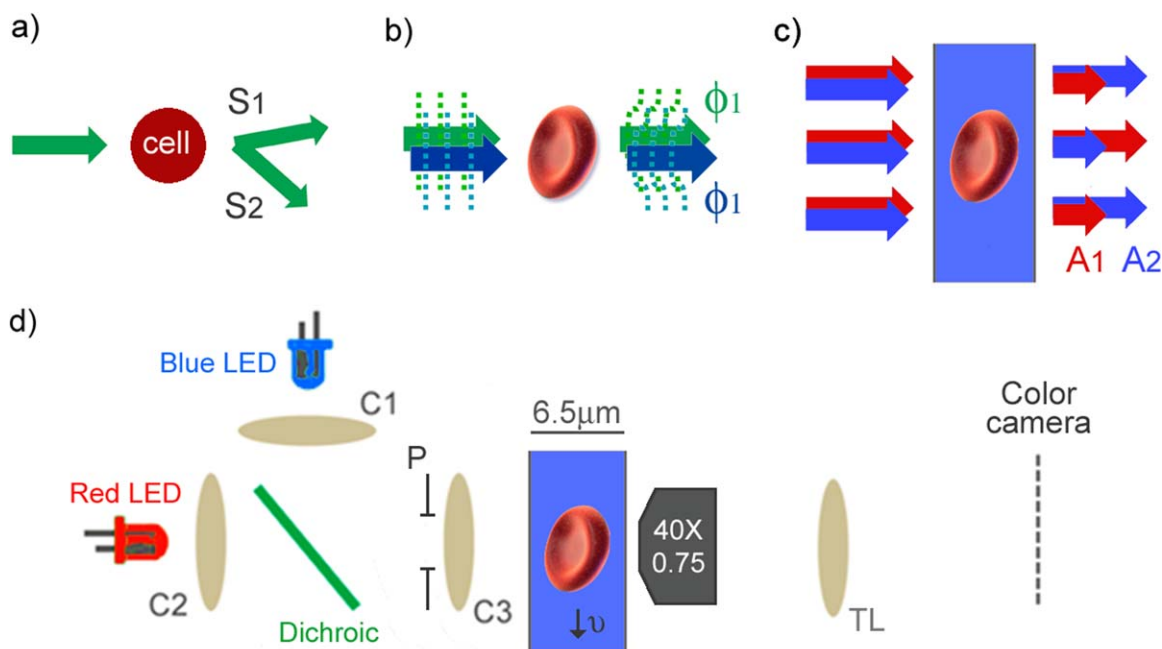 a)
S1
cell
S2
b)
ϕ1
ϕ1
c)
A1 A2
d)
Blue LED
C1
Red LED
C2
Dichroic
P
C3
6.5μm
↓υ
40X
0.75
TL
Color
camera